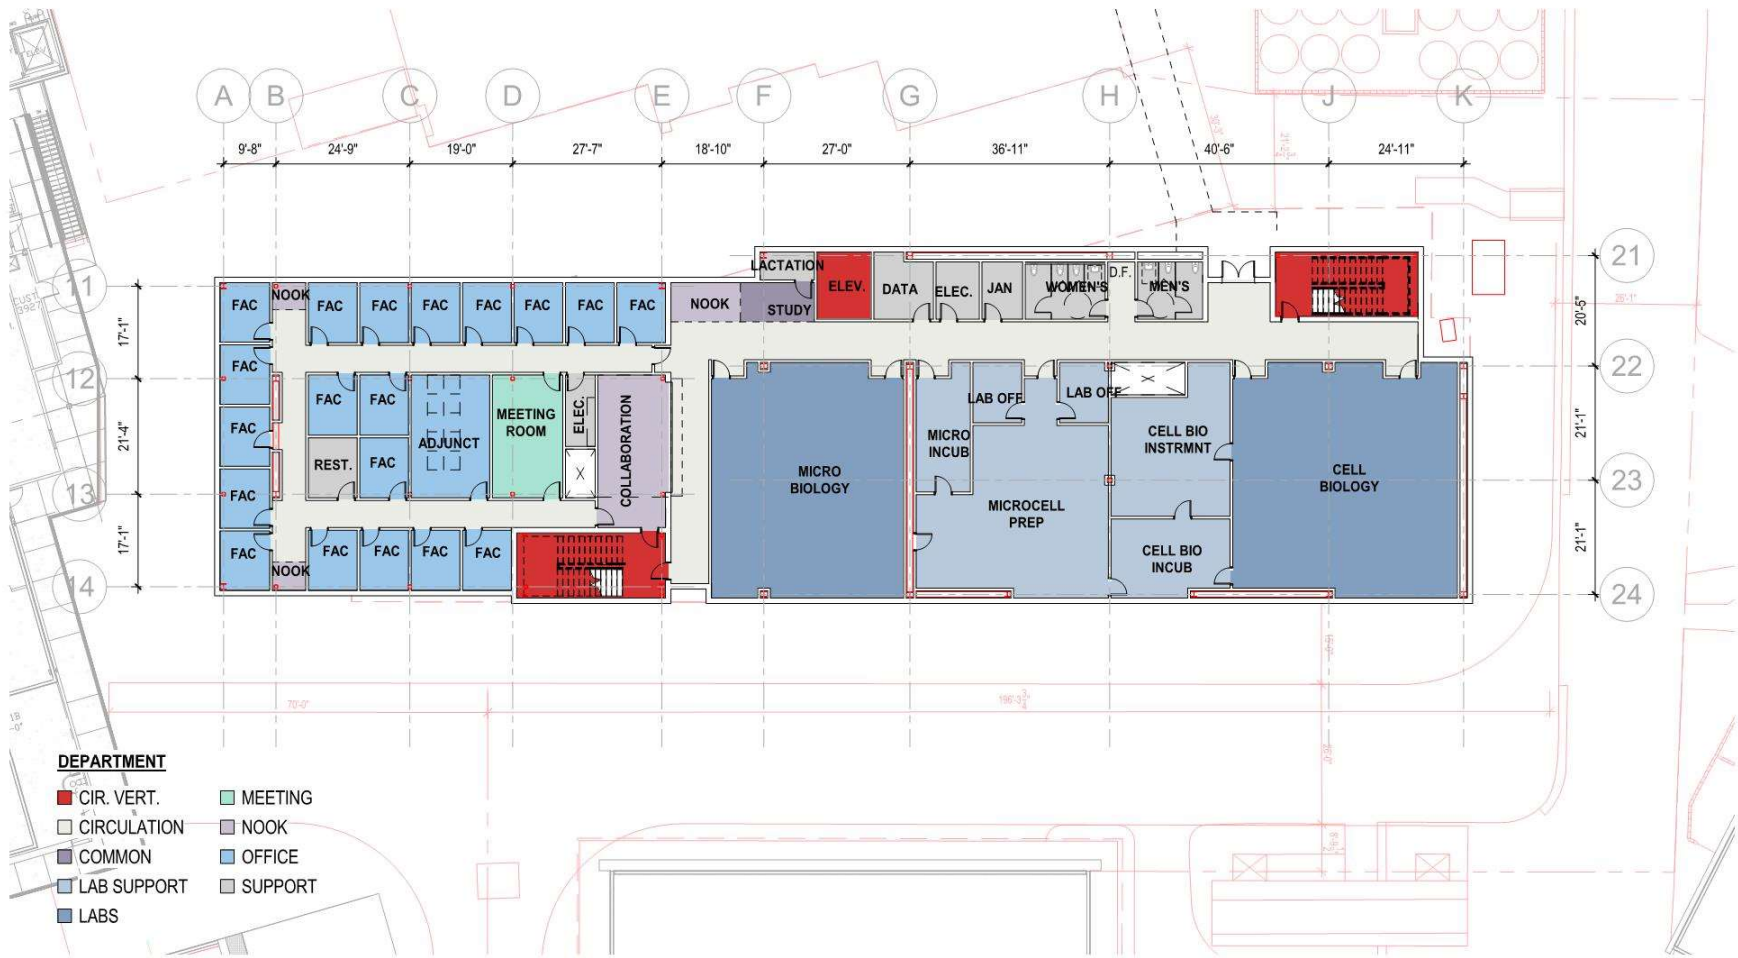 ELEV
A B C D E F G H J K
9'-8" 24'-9" 19'-0" 27'-7" 18'-10" 27'-0" 36'-11" 40'-6" 24'-11"
21
11
LACTATION
D.F.
FAC NOOK FAC FAC FAC FAC FAC FAC FAC NOOK STUDY ELEV. DATA ELEC. JAN WOMEN'S MEN'S
17'-1"
20'-5"
22
12
FAC
FAC FAC
LAB OFF LAB OFF
21'-4"
FAC
ADJUNCT
MEETING
ROOM
ELEC.
COLLABORATION
MICRO
INCUB
CELL BIO
INSTRMNT
21'-1"
REST. FAC
MICRO
BIOLOGY
CELL
BIOLOGY
23
13
FAC
MICROCELL
PREP
17'-1"
21'-1"
FAC NOOK FAC FAC FAC FAC
CELL BIO
INCUB
14
24
70'-0"
DEPARTMENT
CIR. VERT.
CIRCULATION
COMMON
LAB SUPPORT
LABS
MEETING
NOOK
OFFICE
SUPPORT